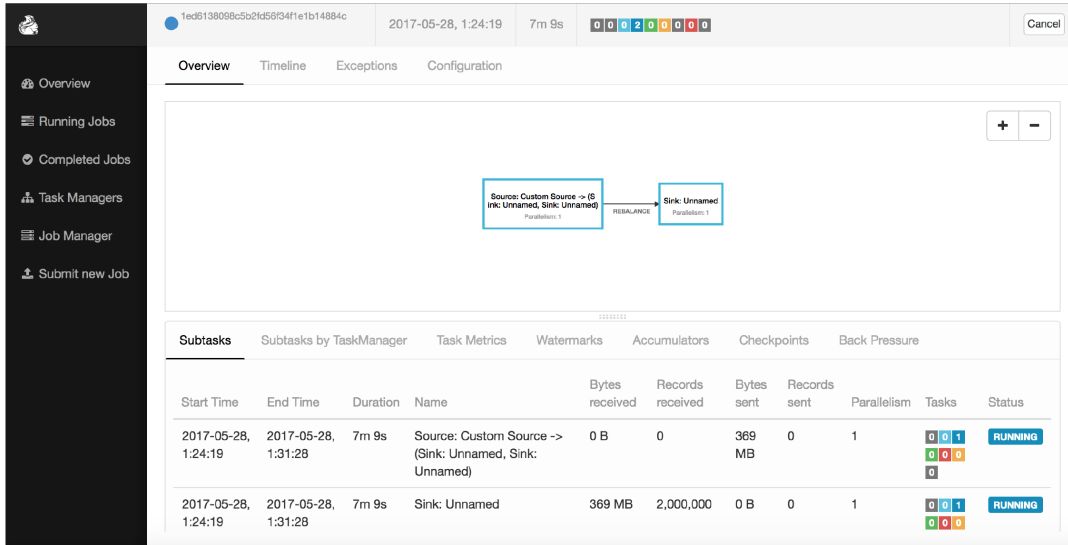 1ed6138098c5b2fd56f34f1e1b14884c
2017-05-28, 1:24:19
7m 9s
0 0 0 2 0 0 0 0 0
Cancel
Overview
Running Jobs
Completed Jobs
Task Managers
Job Manager
Submit new Job
Overview Timeline Exceptions Configuration
+ −
Source: Custom Source -> (S
ink: Unnamed, Sink: Unnamed)
Parallelism: 1
REBALANCE
Sink: Unnamed
Parallelism: 1
Subtasks Subtasks by TaskManager Task Metrics Watermarks Accumulators Checkpoints Back Pressure
Bytes Records Bytes Records
Start Time End Time Duration Name received received sent sent Parallelism Tasks Status
2017-05-28, 2017-05-28, 7m 9s Source: Custom Source -> 0 B 0 369 0 1 0 0 1 RUNNING
1:24:19 1:31:28 (Sink: Unnamed, Sink: MB 0 0 0
Unnamed) 0
2017-05-28, 2017-05-28, 7m 9s Sink: Unnamed 369 MB 2,000,000 0 B 0 1 0 0 1 RUNNING
1:24:19 1:31:28 0 0 0